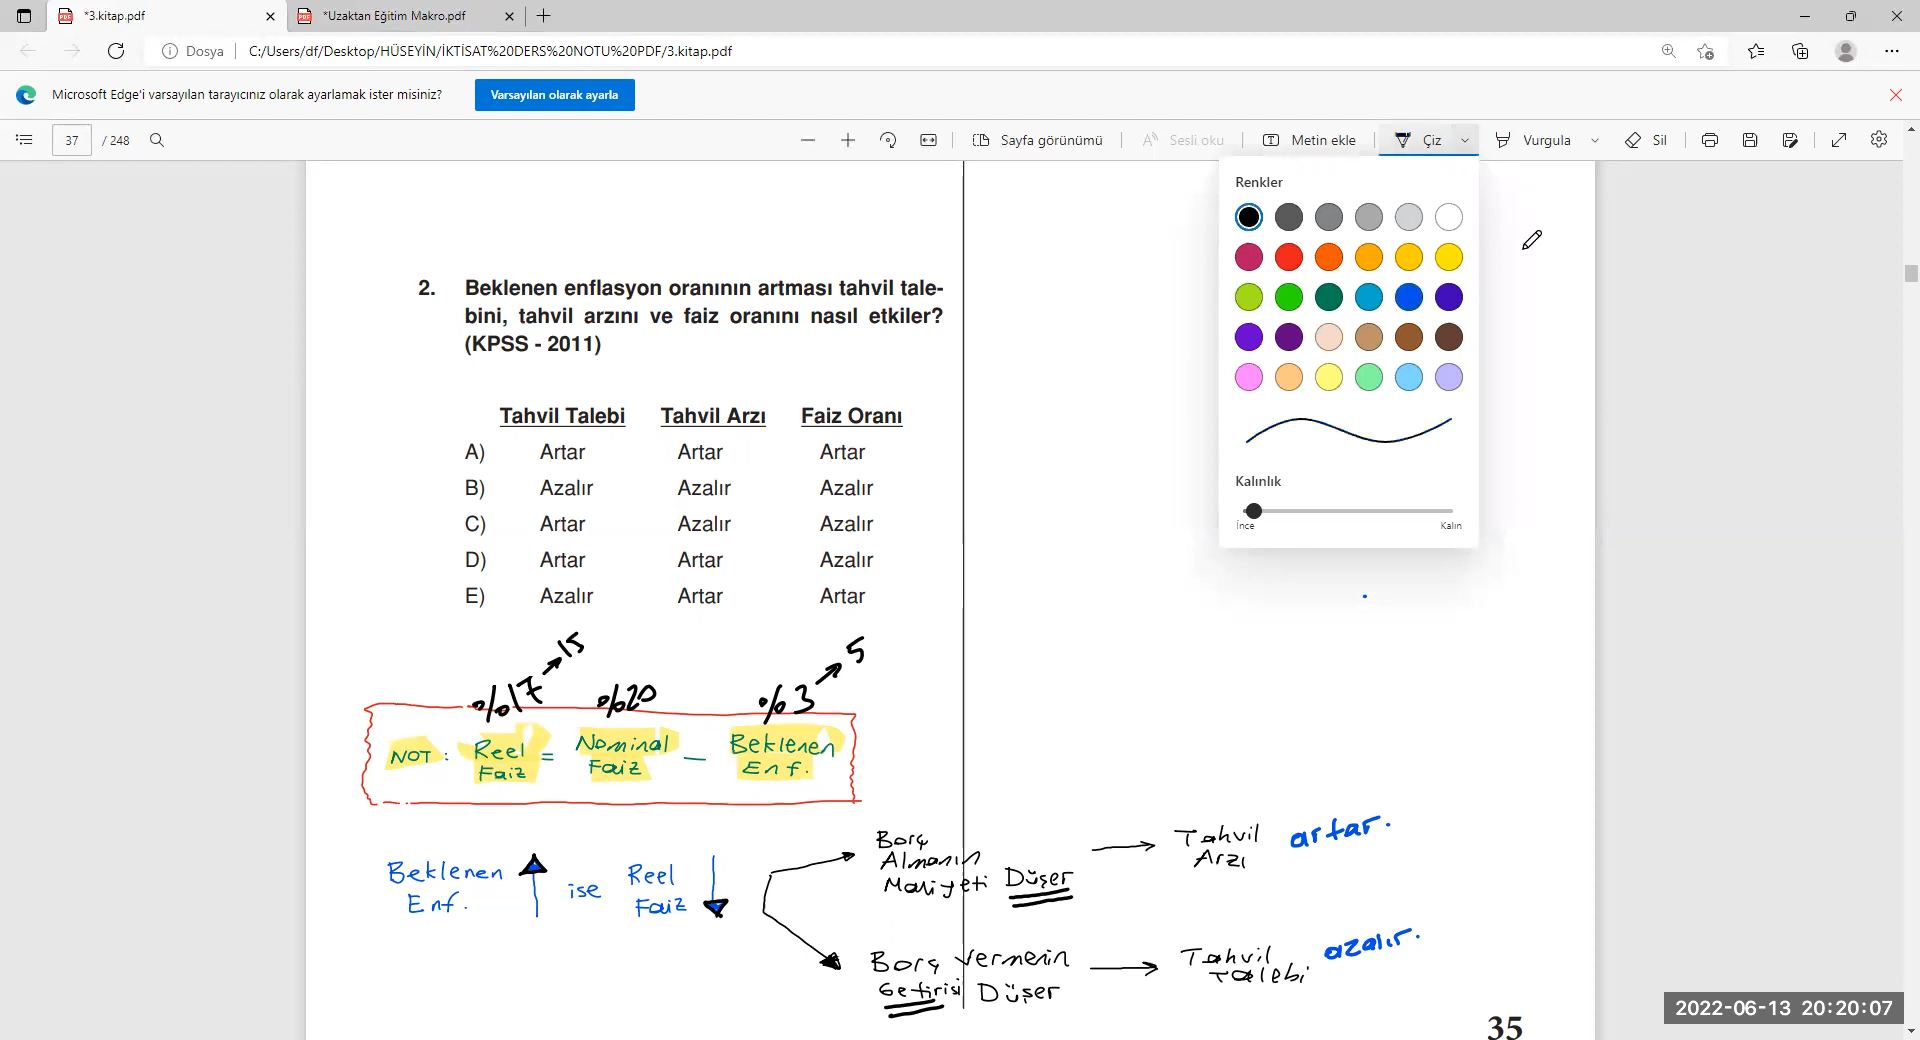 *3.kitap.pdf
*Uzaktan Eğitim Makro.pdf
Dosya
C:/Users/df/Desktop/HÜSEYİN/İKTİSAT%20DERS%20NOTU%20PDF/3.kitap.pdf
Microsoft Edge'i varsayılan tarayıcınız olarak ayarlamak ister misiniz?
Varsayılan olarak ayarla
37 / 248
Sayfa görünümü
Sesli oku
Metin ekle
Çiz
Vurgula
Sil
Renkler
Kalınlık
İnce
Kalın
2. Beklenen enflasyon oranının artması tahvil tale-
bini, tahvil arzını ve faiz oranını nasıl etkiler?
(KPSS - 2011)
Tahvil Talebi Tahvil Arzı Faiz Oranı
A) Artar Artar Artar
B) Azalır Azalır Azalır
C) Artar Azalır Azalır
D) Artar Artar Azalır
E) Azalır Artar Artar
15
5
%17 %20 %3
NOT : Reel Faiz = Nominal Faiz - Beklenen Enf.
Beklenen Enf. ise Reel Faiz
Borç
Almanın
Maliyeti Düşer
Tahvil
Arzı
artar.
Borç Vermenin
Getirisi Düşer
Tahvil
Talebi
azalır.
35
2022-06-13 20:20:07